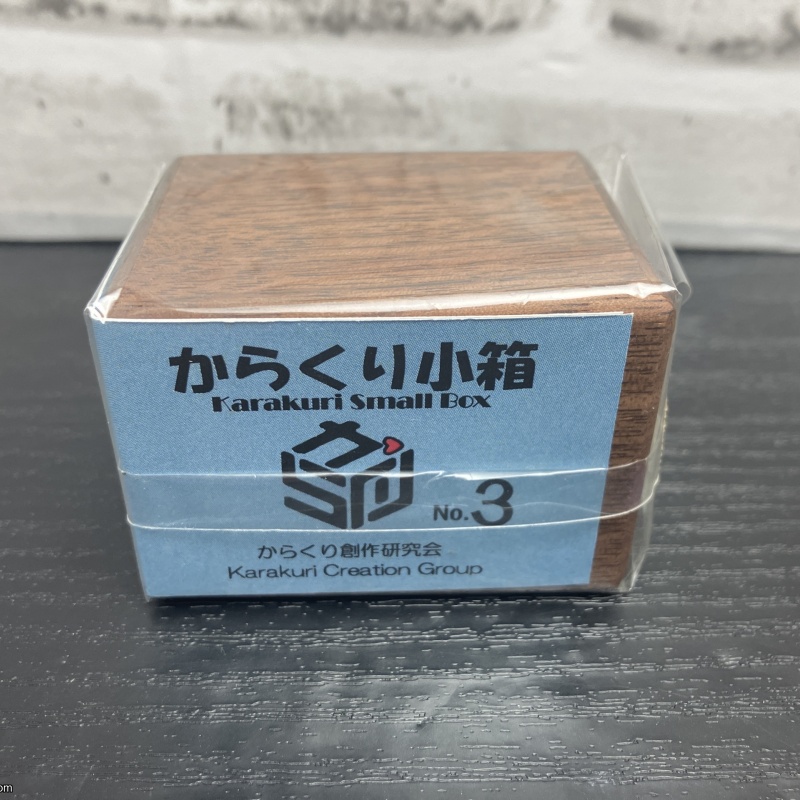 からくり小箱
Karakuri Small Box
No.3
からくり創作研究会
Karakuri Creation Group
om